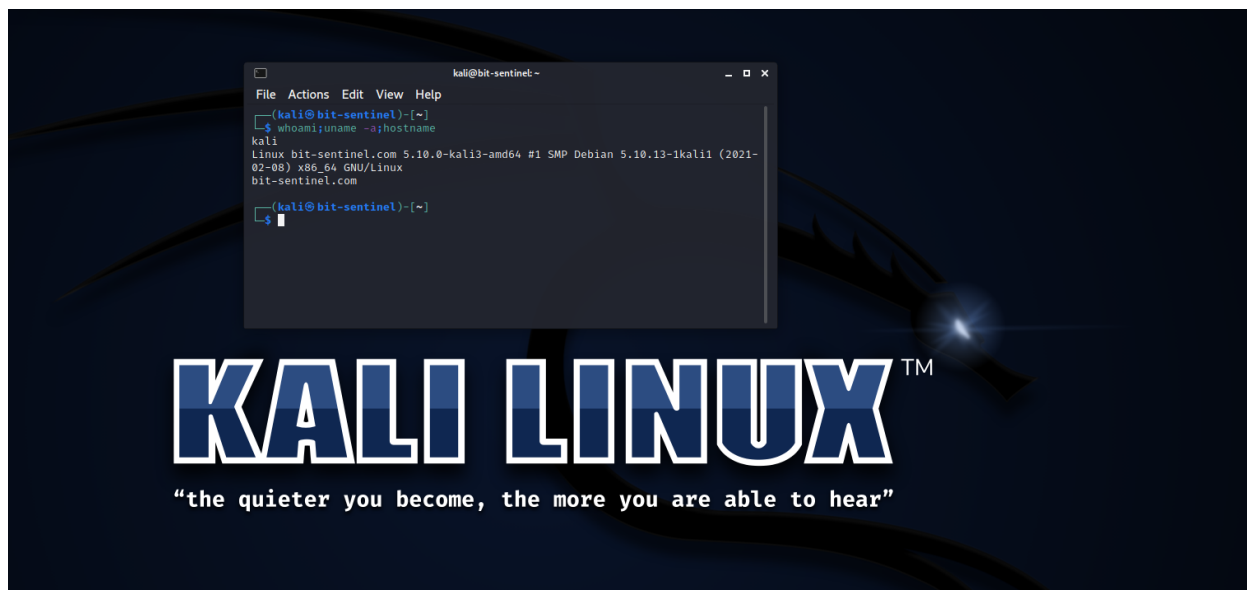 kali@bit-sentinel: ~
File Actions Edit View Help
┌──(kali㉿bit-sentinel)-[~]
└─$ whoami;uname -a;hostname
kali
Linux bit-sentinel.com 5.10.0-kali3-amd64 #1 SMP Debian 5.10.13-1kali1 (2021-
02-08) x86_64 GNU/Linux
bit-sentinel.com
┌──(kali㉿bit-sentinel)-[~]
└─$
KALI LINUX™
“the quieter you become, the more you are able to hear”